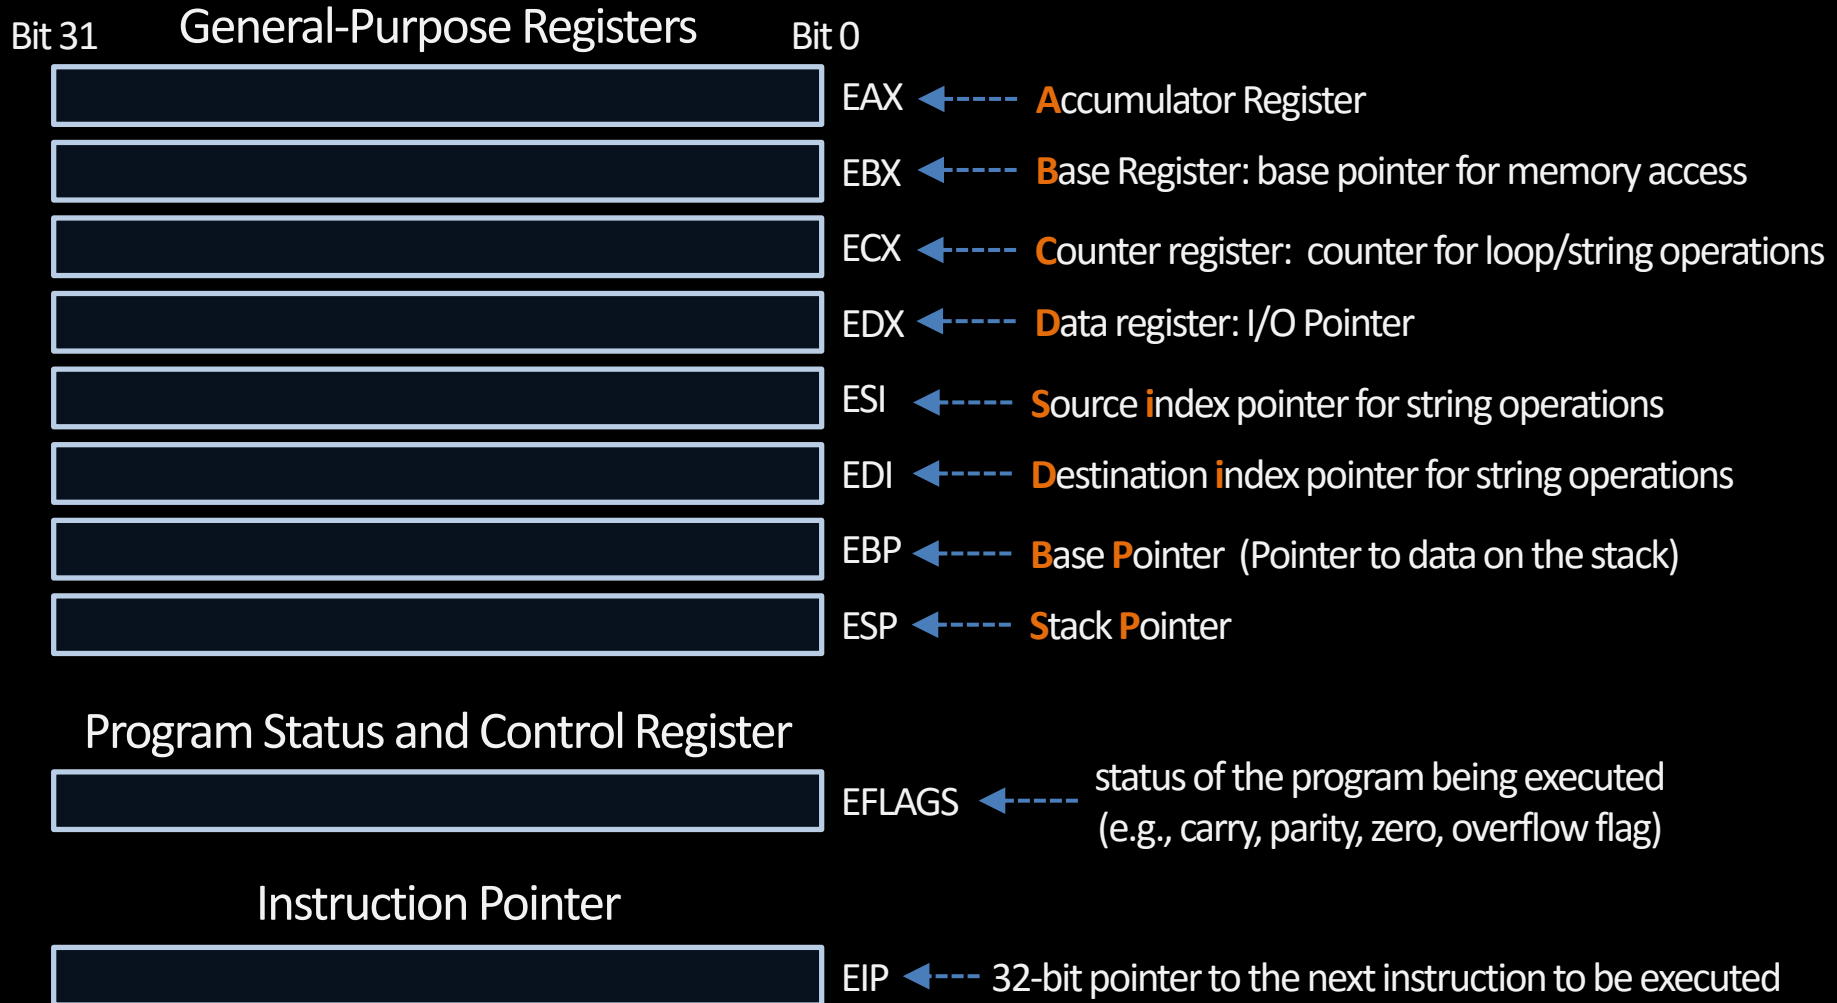 General-Purpose Registers
Bit 31 Bit 0
EAX Accumulator Register
EBX Base Register: base pointer for memory access
ECX Counter register: counter for loop/string operations
EDX Data register: I/O Pointer
ESI Source index pointer for string operations
EDI Destination index pointer for string operations
EBP Base Pointer (Pointer to data on the stack)
ESP Stack Pointer
Program Status and Control Register
EFLAGS status of the program being executed
(e.g., carry, parity, zero, overflow flag)
Instruction Pointer
EIP 32-bit pointer to the next instruction to be executed